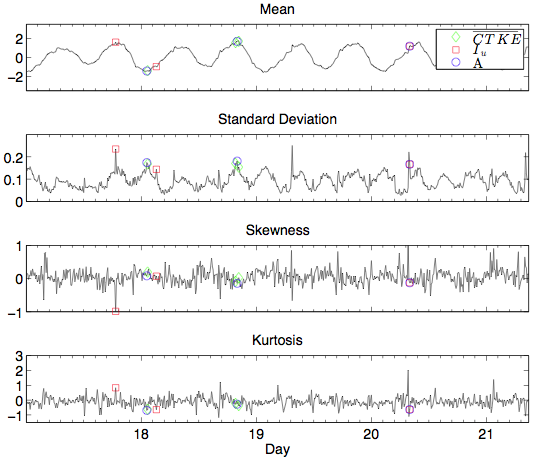 Mean
2
0
−2
CTKE
I_u
A
Standard Deviation
0.2
0.1
0
Skewness
1
0
−1
Kurtosis
3
2
1
0
−1
18 19 20 21
Day